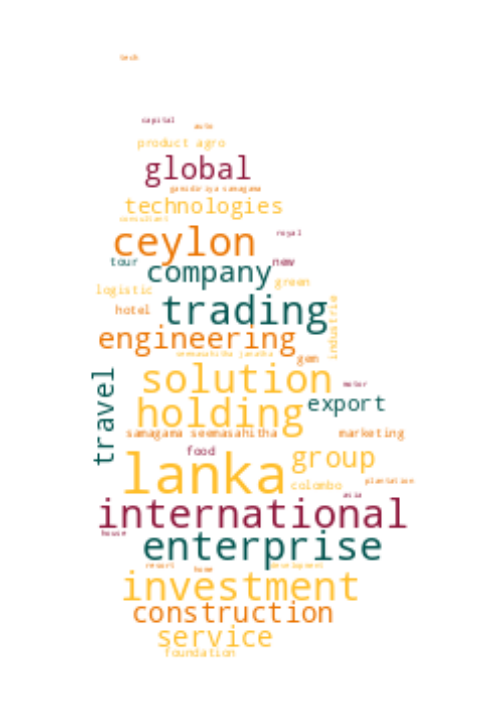 tech
capital
auto
product agro
global
gamidiriya samagama
technologies
consultant
royal
ceylon
tour
new
company
green
logistic
hotel
trading
industrie
engineering
seemasahitha janatha
gem
solution
motor
travel
holding
export
samagama seemasahitha
marketing
food
lanka
group
plantation
colombo
asia
international
house
enterprise
resort
home
development
investment
construction
service
foundation